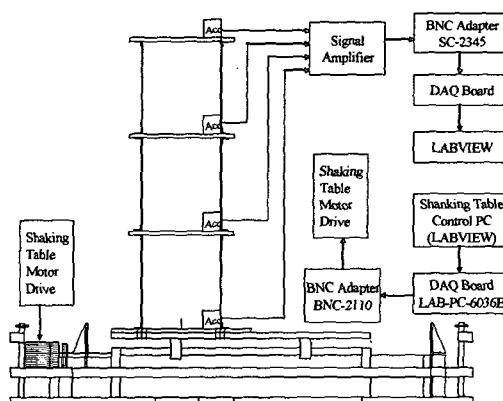 Acc
Signal
Amplifier
BNC Adapter
SC-2345
DAQ Board
LABVIEW
Acc
Acc
Acc
Shaking
Table
Motor
Drive
Shaking
Table
Motor
Drive
BNC Adapter
BNC-2110
Shanking Table
Control PC
(LABVIEW)
DAQ Board
LAB-PC-6036E